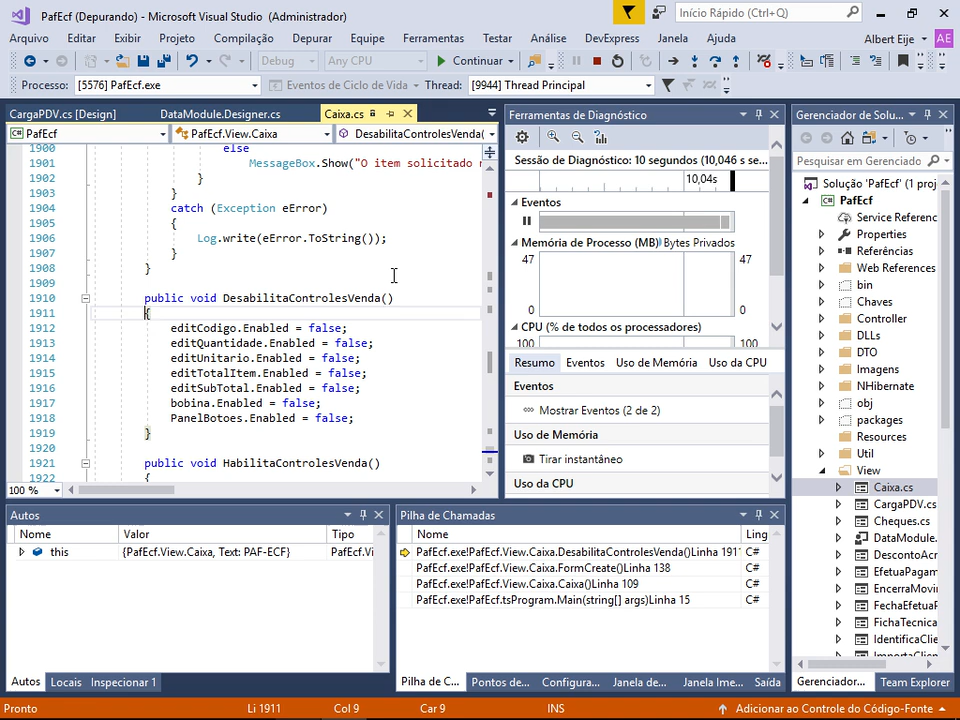 PafEcf (Depurando) - Microsoft Visual Studio (Administrador)
Início Rápido (Ctrl+Q)
Arquivo Editar Exibir Projeto Compilação Depurar Equipe Ferramentas Testar Análise DevExpress Janela Ajuda Albert Eije AE
Debug Any CPU Continuar
Processo: [5576] PafEcf.exe Eventos de Ciclo de Vida Thread: [9944] Thread Principal
CargaPDV.cs [Design] DataModule.Designer.cs Caixa.cs
PafEcf PafEcf.View.Caixa DesabilitaControlesVenda(
1900 else
1901 MessageBox.Show("O item solicitado
1902 }
1903 }
1904 catch (Exception eError)
1905 {
1906 Log.write(eError.ToString());
1907 }
1908 }
1909
1910 public void DesabilitaControlesVenda()
1911 {
1912 editCodigo.Enabled = false;
1913 editQuantidade.Enabled = false;
1914 editUnitario.Enabled = false;
1915 editTotalItem.Enabled = false;
1916 editSubTotal.Enabled = false;
1917 bobina.Enabled = false;
1918 PanelBotoes.Enabled = false;
1919 }
1920
1921 public void HabilitaControlesVenda()
1922 {
100 %
Ferramentas de Diagnóstico
Sessão de Diagnóstico: 10 segundos (10,046 s...
10,04s
Eventos
Memória de Processo (MB) Bytes Privados
47 47
0 0
CPU (% de todos os processadores)
100 100
Resumo Eventos Uso de Memória Uso da CPU
Eventos
Mostrar Eventos (2 de 2)
Uso de Memória
Tirar instantâneo
Uso da CPU
Gerenciador de Solu...
Pesquisar em Gerenciador
Solução 'PafEcf' (1 proj
PafEcf
Service Referenc
Properties
Referências
Web References
bin
Chaves
Controller
DLLs
DTO
Imagens
NHibernate
obj
packages
Resources
Util
View
Caixa.cs
CargaPDV.cs
Cheques.cs
DataModule.
DescontoAcr
EfetuaPagam
EncerraMovi
FechaEfetuaP
FichaTecnica
IdentificaClie
ImportaClien
Gerenciador... Team Explorer
Autos
Nome Valor Tipo
this {PafEcf.View.Caixa, Text: PAF-ECF} PafEcf.Vi
Autos Locais Inspecionar 1
Pilha de Chamadas
Nome Ling
PafEcf.exe!PafEcf.View.Caixa.DesabilitaControlesVenda()Linha 1911 C#
PafEcf.exe!PafEcf.View.Caixa.FormCreate()Linha 138 C#
PafEcf.exe!PafEcf.View.Caixa.Caixa()Linha 109 C#
PafEcf.exe!PafEcf.tsProgram.Main(string[] args)Linha 15 C#
Pilha de C... Pontos de... Configura... Janela de... Janela Ime... Saída
Pronto Li 1911 Col 9 Car 9 INS Adicionar ao Controle do Código-Fonte